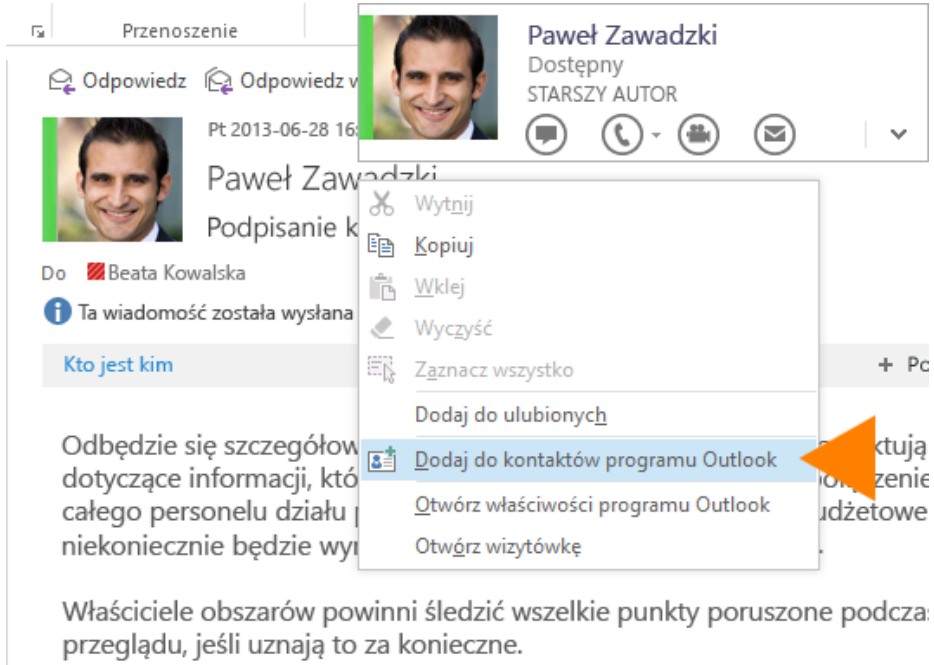 Przenoszenie
Paweł Zawadzki
Dostępny
STARSZY AUTOR
Odpowiedz Odpowiedz w
Pt 2013-06-28 16:
Paweł Zawadzki
Podpisanie k
Do Beata Kowalska
Ta wiadomość została wysłana
Kto jest kim
+ Po
Wytnij
Kopiuj
Wklej
Wyczyść
Zaznacz wszystko
Dodaj do ulubionych
Dodaj do kontaktów programu Outlook
Otwórz właściwości programu Outlook
Otwórz wizytówkę
Odbędzie się szczegółow ktują
dotyczące informacji, któ
całego personelu działu udżetowe
niekoniecznie będzie wyr .
Właściciele obszarów powinni śledzić wszelkie punkty poruszone podczas
przeglądu, jeśli uznają to za konieczne.